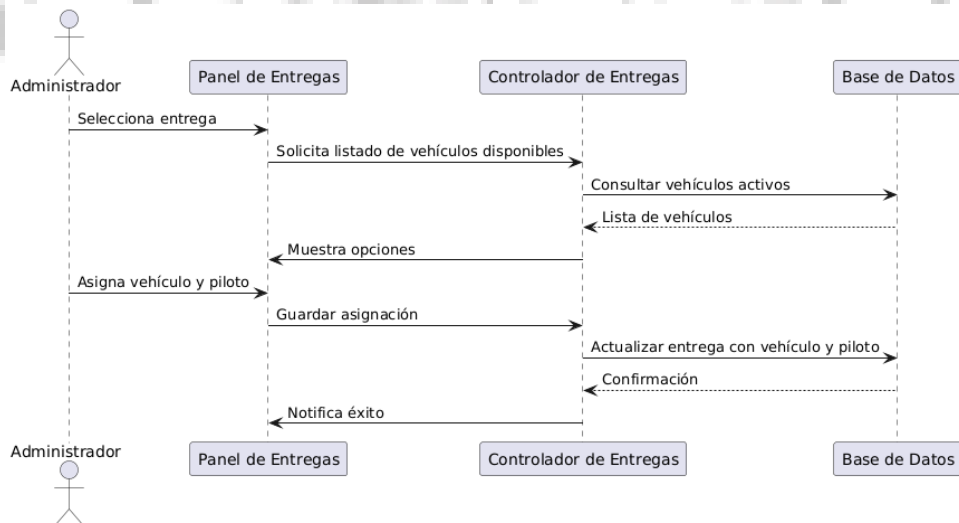 Administrador
Panel de Entregas
Controlador de Entregas
Base de Datos
Selecciona entrega
Solicita listado de vehículos disponibles
Consultar vehículos activos
Lista de vehículos
Muestra opciones
Asigna vehículo y piloto
Guardar asignación
Actualizar entrega con vehículo y piloto
Confirmación
Notifica éxito
Administrador
Panel de Entregas
Controlador de Entregas
Base de Datos